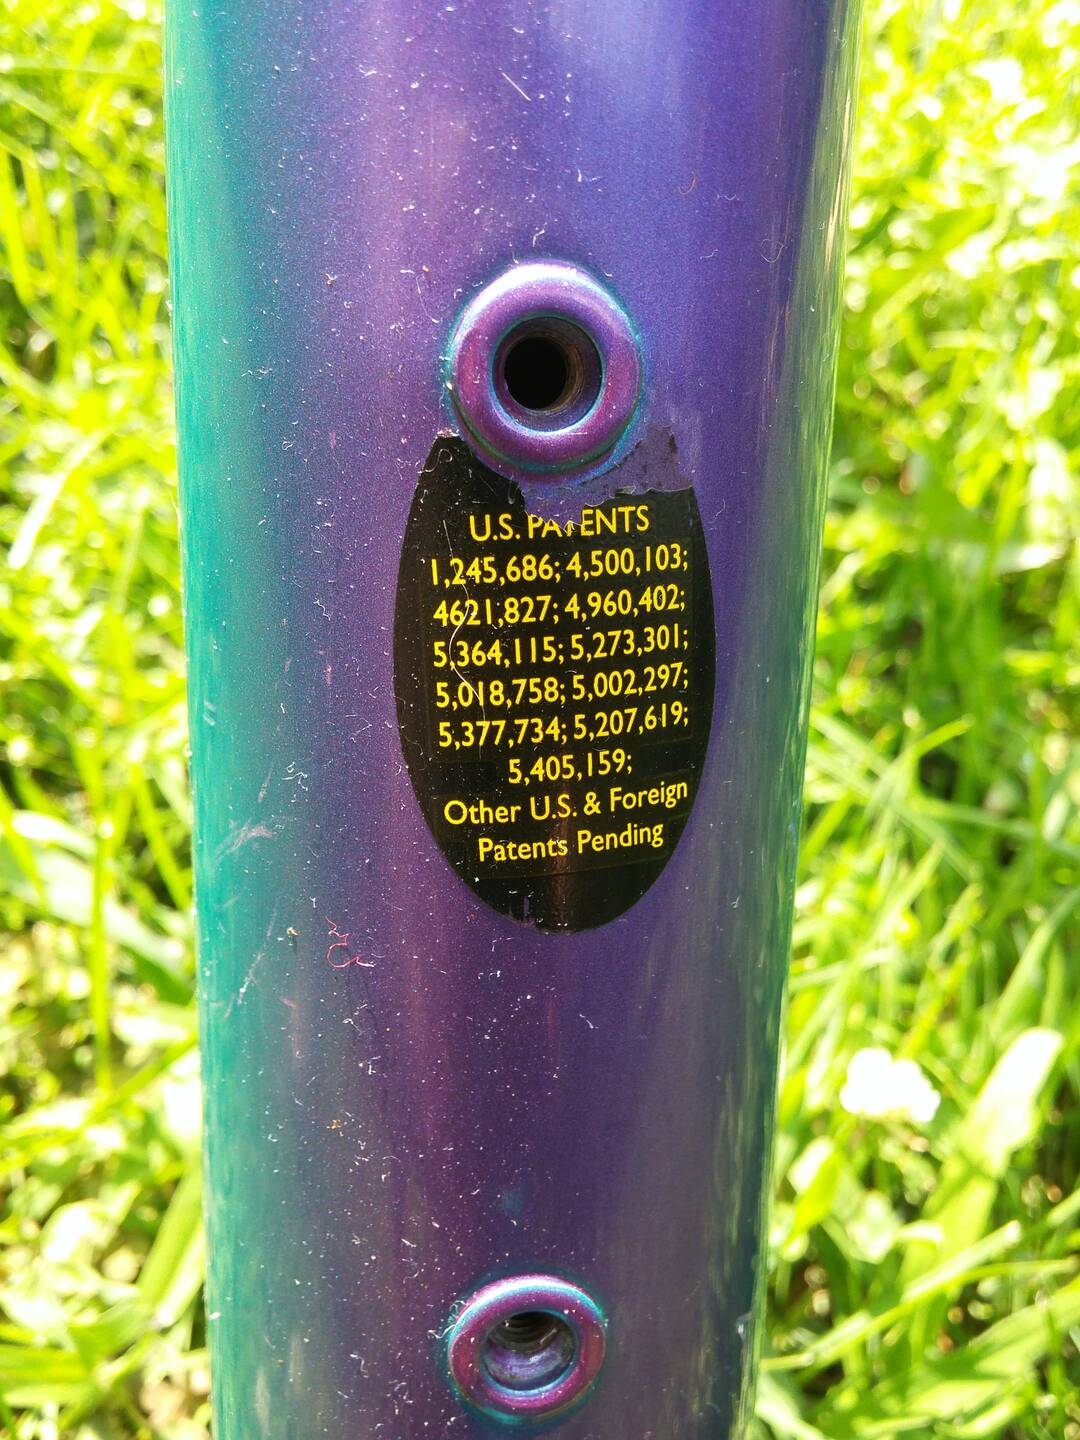 U.S. PATENTS
1,245,686; 4,500,103;
4621,827; 4,960,402;
5,364,115; 5,273,301;
5,018,758; 5,002,297;
5,377,734; 5,207,619;
5,405,159;
Other U.S. & Foreign
Patents Pending